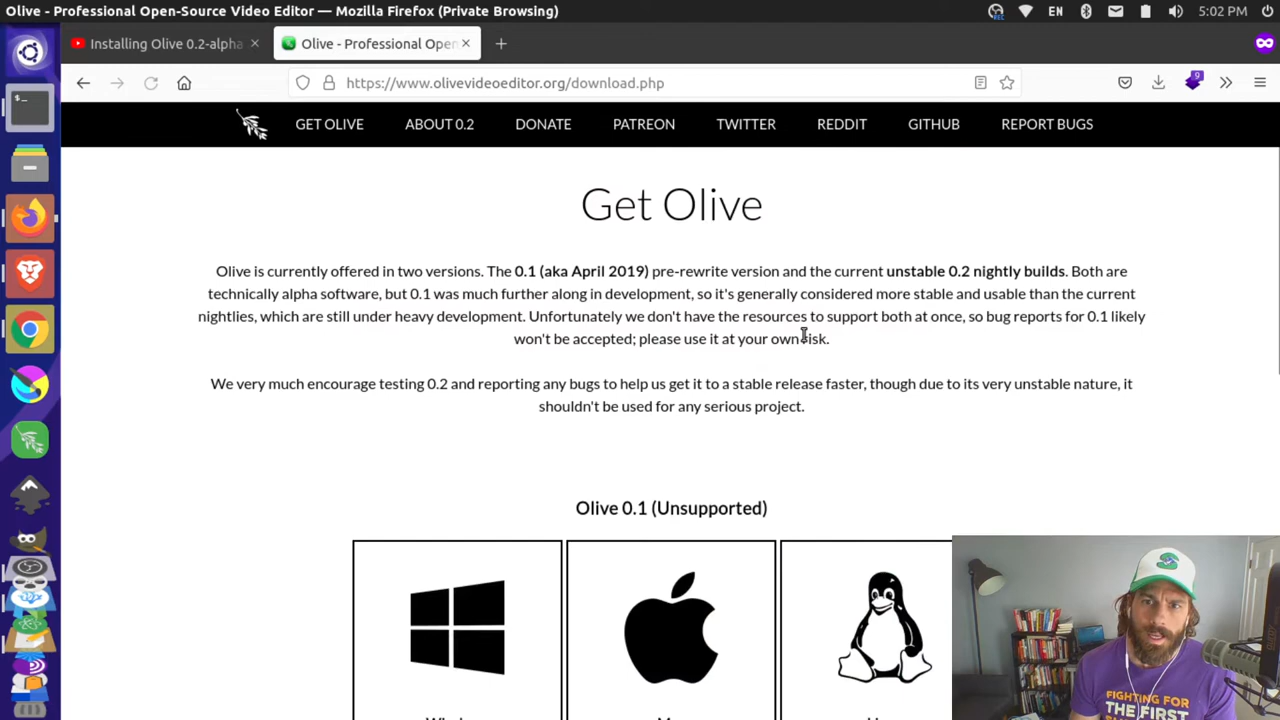 Olive - Professional Open-Source Video Editor — Mozilla Firefox (Private Browsing)
REC
EN
5:02 PM
Installing Olive 0.2-alpha
Olive - Professional Open
9
https://www.olivevideoeditor.org/download.php
GET OLIVE
ABOUT 0.2
DONATE
PATREON
TWITTER
REDDIT
GITHUB
REPORT BUGS
Get Olive
Olive is currently offered in two versions. The 0.1 (aka April 2019) pre-rewrite version and the current unstable 0.2 nightly builds. Both are
technically alpha software, but 0.1 was much further along in development, so it's generally considered more stable and usable than the current
nightlies, which are still under heavy development. Unfortunately we don't have the resources to support both at once, so bug reports for 0.1 likely
won't be accepted; please use it at your own risk.
We very much encourage testing 0.2 and reporting any bugs to help us get it to a stable release faster, though due to its very unstable nature, it
shouldn't be used for any serious project.
Olive 0.1 (Unsupported)
FIGHTING FOR
THE FIRST